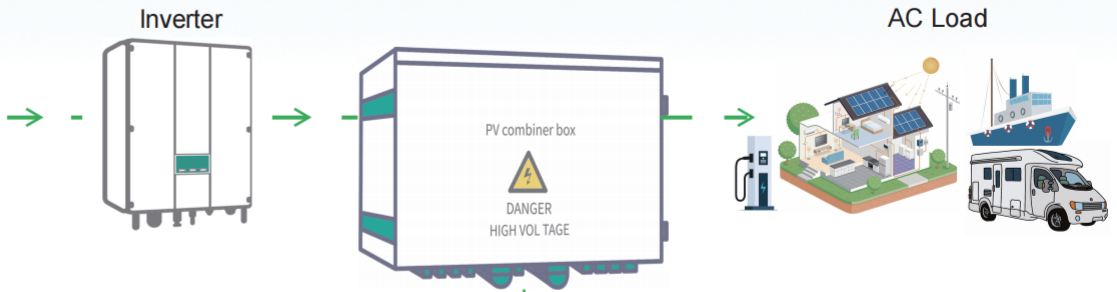 Inverter
AC Load
PV combiner box
DANGER
HIGH VOL TAGE